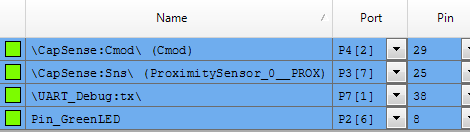 Name / Port Pin
\CapSense:Cmod\ (Cmod) P4[2] 29
\CapSense:Sns\ (ProximitySensor_0__PROX) P3[7] 25
\UART_Debug:tx\ P7[1] 38
Pin_GreenLED P2[6] 8